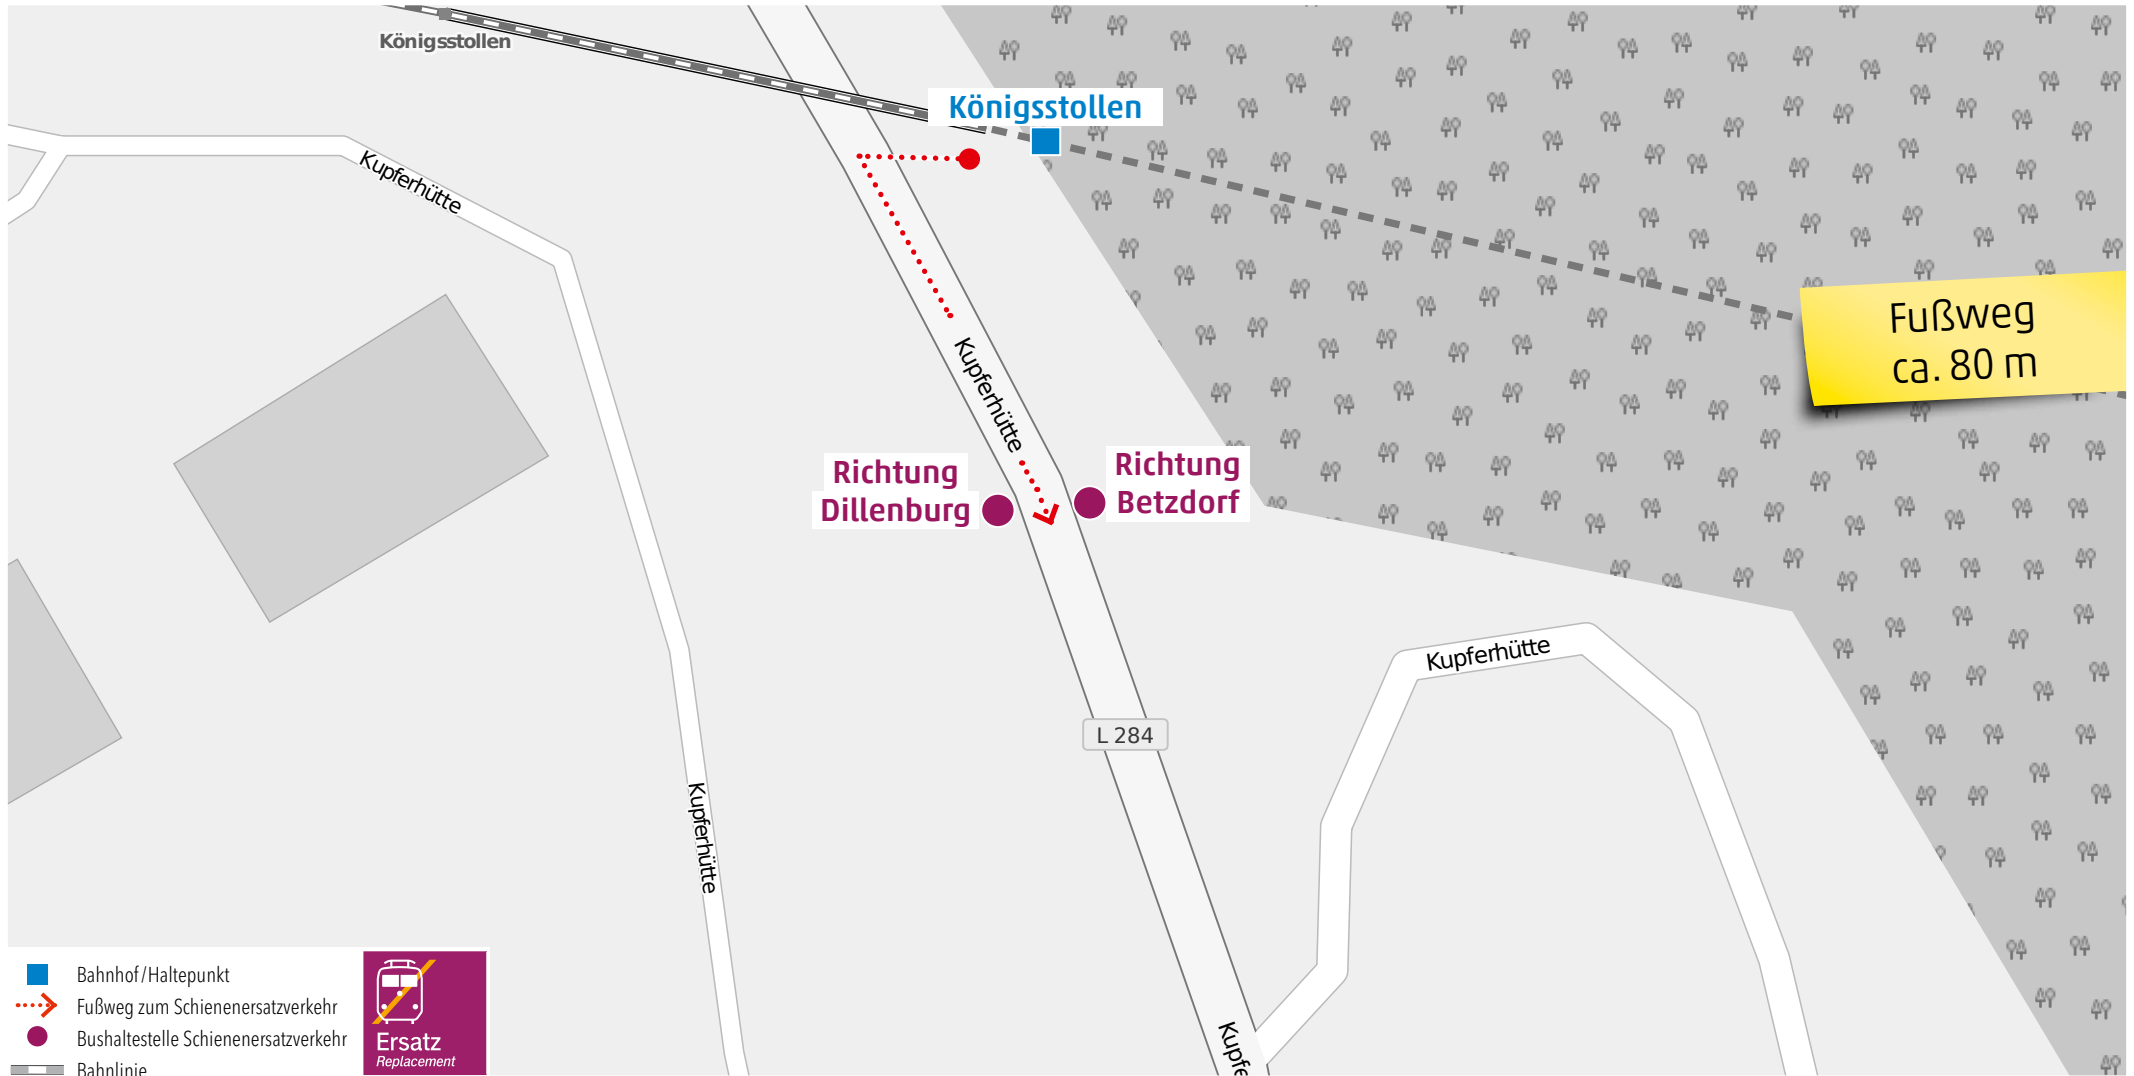 Königsstollen
Königsstollen
Kupferhütte
Fußweg
ca. 80 m
Kupferhütte
Richtung
Dillenburg
Richtung
Betzdorf
Kupferhütte
L 284
Kupferhütte
Kupfe
Bahnhof/Haltepunkt
Fußweg zum Schienenersatzverkehr
Bushaltestelle Schienenersatzverkehr
Bahnlinie
Ersatz
Replacement